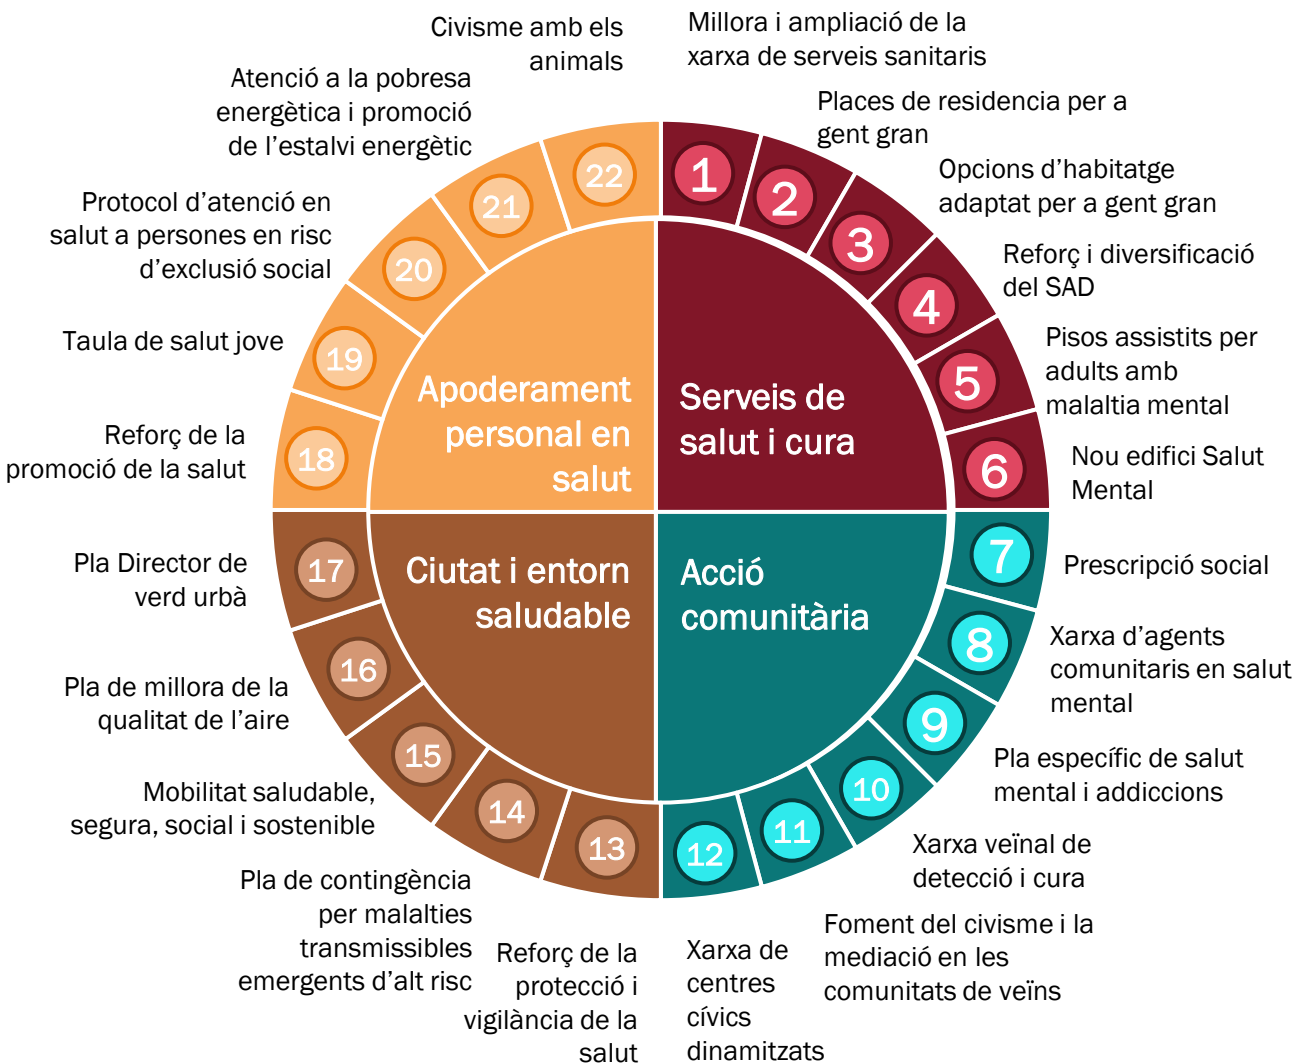 Civisme amb els
animals
Millora i ampliació de la
xarxa de serveis sanitaris
Atenció a la pobresa
energètica i promoció
de l’estalvi energètic
Places de residencia per a
gent gran
Opcions d’habitatge
adaptat per a gent gran
Protocol d’atenció en
salut a persones en risc
d’exclusió social
Reforç i diversificació
del SAD
Taula de salut jove
Pisos assistits per
adults amb
malaltia mental
Reforç de la
promoció de la salut
Nou edifici Salut
Mental
Pla Director de
verd urbà
Prescripció social
Pla de millora de la
qualitat de l’aire
Xarxa d’agents
comunitaris en salut
mental
Mobilitat saludable,
segura, social i sostenible
Pla específic de salut
mental i addiccions
Pla de contingència
per malalties
transmissibles
emergents d’alt risc
Xarxa veïnal de
detecció i cura
Reforç de la
protecció i
vigilància de la
salut
Xarxa de
centres
cívics
dinamitzats
Foment del civisme i la
mediació en les
comunitats de veïns
Apoderament
personal en
salut
Serveis de
salut i cura
Ciutat i entorn
saludable
Acció
comunitària
1
2
3
4
5
6
7
8
9
10
11
12
13
14
15
16
17
18
19
20
21
22